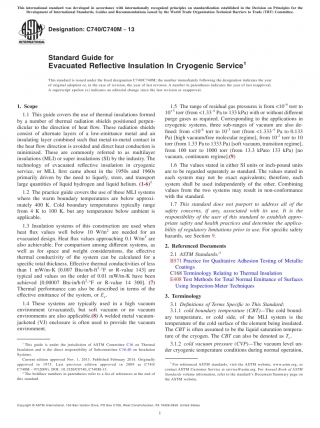 This international standard was developed in accordance with internationally recognized principles on standardization established in the Decision on Principles for the
Development of International Standards, Guides and Recommendations issued by the World Trade Organization Technical Barriers to Trade (TBT) Committee.
Designation: C740/C740M − 13
Standard Guide for
Evacuated Reflective Insulation In Cryogenic Service¹
This standard is issued under the fixed designation C740/C740M; the number immediately following the designation indicates the year
of original adoption or, in the case of revision, the year of last revision. A number in parentheses indicates the year of last reapproval.
A superscript epsilon (ε) indicates an editorial change since the last revision or reapproval.
1. Scope
1.1 This guide covers the use of thermal insulations formed
by a number of thermal radiation shields positioned perpen-
dicular to the direction of heat flow. These radiation shields
consist of alternate layers of a low-emittance metal and an
insulating layer combined such that metal-to-metal contact in
the heat flow direction is avoided and direct heat conduction is
minimized. These are commonly referred to as multilayer
insulations (MLI) or super insulations (SI) by the industry. The
technology of evacuated reflective insulation in cryogenic
service, or MLI, first came about in the 1950s and 1960s
primarily driven by the need to liquefy, store, and transport
large quantities of liquid hydrogen and liquid helium. (1-6)²
1.2 The practice guide covers the use of these MLI systems
where the warm boundary temperatures are below approxi-
mately 400 K. Cold boundary temperatures typically range
from 4 K to 100 K, but any temperature below ambient is
applicable.
1.3 Insulation systems of this construction are used when
heat flux values well below 10 W/m² are needed for an
evacuated design. Heat flux values approaching 0.1 W/m² are
also achievable. For comparison among different systems, as
well as for space and weight considerations, the effective
thermal conductivity of the system can be calculated for a
specific total thickness. Effective thermal conductivities of less
than 1 mW/m-K [0.007 Btu·in/h·ft²·°F or R-value 143] are
typical and values on the order of 0.01 mW/m-K have been
achieved [0.00007 Btu·in/h·ft²·°F or R-value 14 300]. (7)
Thermal performance can also be described in terms of the
effective emittance of the system, or Eₑ.
1.4 These systems are typically used in a high vacuum
environment (evacuated), but soft vacuum or no vacuum
environments are also applicable.(8) A welded metal vacuum-
jacketed (VJ) enclosure is often used to provide the vacuum
environment.
¹ This guide is under the jurisdiction of ASTM Committee C16 on Thermal
Insulation and is the direct responsibility of Subcommittee C16.40 on Insulation
Systems.
Current edition approved Nov. 1, 2013. Published February 2014. Originally
approved in 1973. Last previous edition approved in 2009 as
² The boldface numbers in parentheses refer to a list of references at the end of
this standard.
1.5 The range of residual gas pressures is from <10⁻⁶ torr to
10⁺³ torr (from <1.33⁻⁴ Pa to 133 kPa) with or without different
purge gases as required. Corresponding to the applications in
cryogenic systems, three sub-ranges of vacuum are also de-
fined: from <10⁻⁶ torr to 10⁻³ torr (from <1.333⁻⁴ Pa to 0.133
Pa) [high vacuum/free molecular regime], from 10⁻² torr to 10
torr (from 1.33 Pa to 1333 Pa) [soft vacuum, transition regime],
from 100 torr to 1000 torr (from 13.3 kPato 133 kPa) [no
vacuum, continuum regime].(9)
1.6 The values stated in either SI units or inch-pound units
are to be regarded separately as standard. The values stated in
each system may not be exact equivalents; therefore, each
system shall be used independently of the other. Combining
values from the two systems may result in non-conformance
with the standard.
1.7 This standard does not purport to address all of the
safety concerns, if any, associated with its use. It is the
responsibility of the user of this standard to establish appro-
priate safety and health practices and determine the applica-
bility of regulatory limitations prior to use. For specific safety
hazards, see Section 9.
2. Referenced Documents
2.1 ASTM Standards:³
B571 Practice for Qualitative Adhesion Testing of Metallic
Coatings
C168 Terminology Relating to Thermal Insulation
E408 Test Methods for Total Normal Emittance of Surfaces
Using Inspection-Meter Techniques
3. Terminology
3.1 Definitions of Terms Specific to This Standard:
3.1.1 cold boundary temperature (CBT)—The cold bound-
ary temperature, or cold side, of the MLI system is the
temperature of the cold surface of the element being insulated.
The CBT is often assumed to be the liquid saturation tempera-
ture of the cryogen. The CBT can also be denoted as
3.1.2 cold vacuum pressure (CVP)—The vacuum level un-
der cryogenic temperature conditions during normal operation,
³ For referenced ASTM standards, visit the ASTM website, www.astm.org, or
contact ASTM Customer Service at service@astm.org. For Annual Book of ASTM
Standards volume information, refer to the standard's Document Summary page on
the ASTM website.
Copyright © ASTM International, 100 Barr Harbor Drive, PO Box C700, West Conshohocken, PA 19428-2959. United States
1